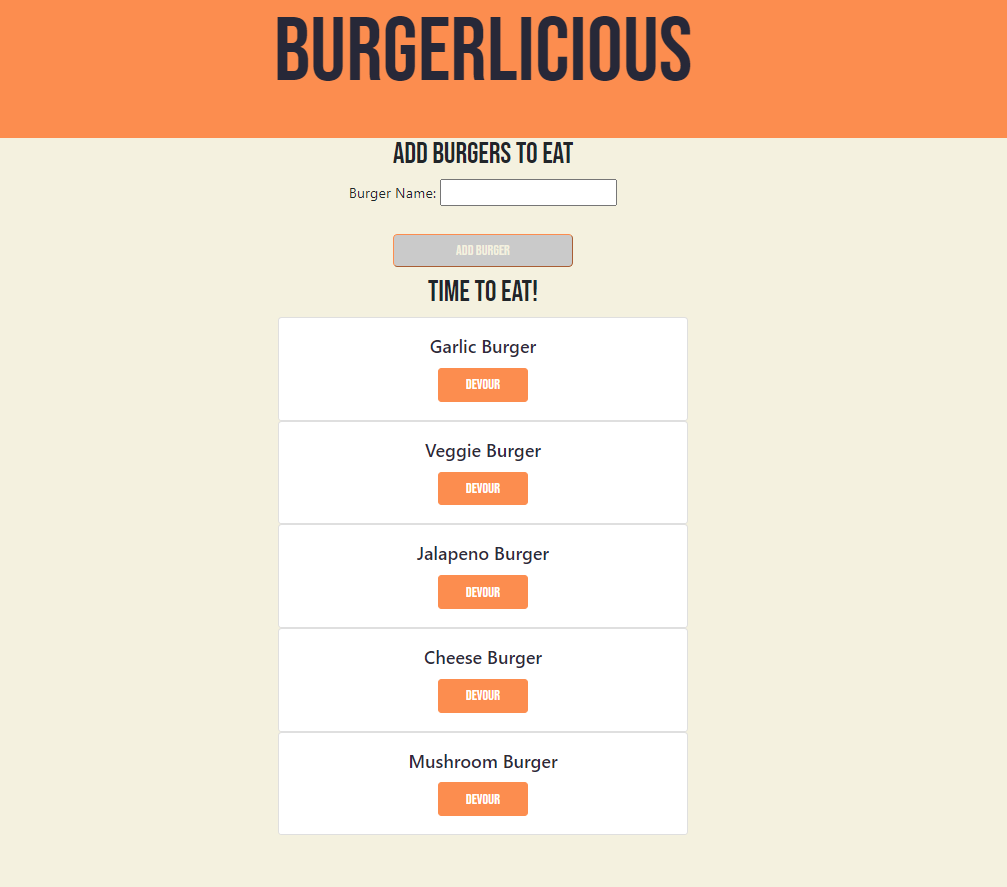 BURGERLICIOUS
ADD BURGERS TO EAT
Burger Name:
ADD BURGER
TIME TO EAT!
Garlic Burger
DEVOUR
Veggie Burger
DEVOUR
Jalapeno Burger
DEVOUR
Cheese Burger
DEVOUR
Mushroom Burger
DEVOUR